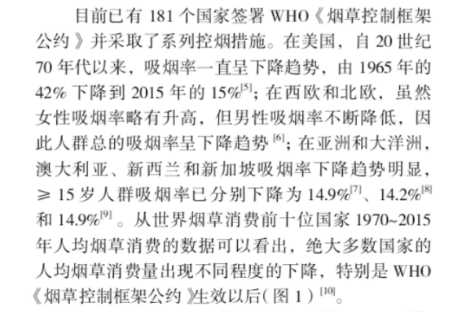 目前已有 181 个国家签署 WHO《烟草控制框架
公约》并采取了系列控烟措施。在美国，自 20 世纪
70 年代以来，吸烟率一直呈下降趋势，由 1965 年的
42% 下降到 2015 年的 15%[5]；在西欧和北欧，虽然
女性吸烟率略有升高，但男性吸烟率不断降低，因
此人群总的吸烟率呈下降趋势[6]；在亚洲和大洋洲，
澳大利亚、新西兰和新加坡吸烟率下降趋势明显，
≥ 15 岁人群吸烟率已分别下降为 14.9%[7]、14.2%[8]
和 14.9%[9]。从世界烟草消费前十位国家 1970~2015
年人均烟草消费的数据可以看出，绝大多数国家的
人均烟草消费量出现不同程度的下降，特别是 WHO
《烟草控制框架公约》生效以后（图 1）[10]。